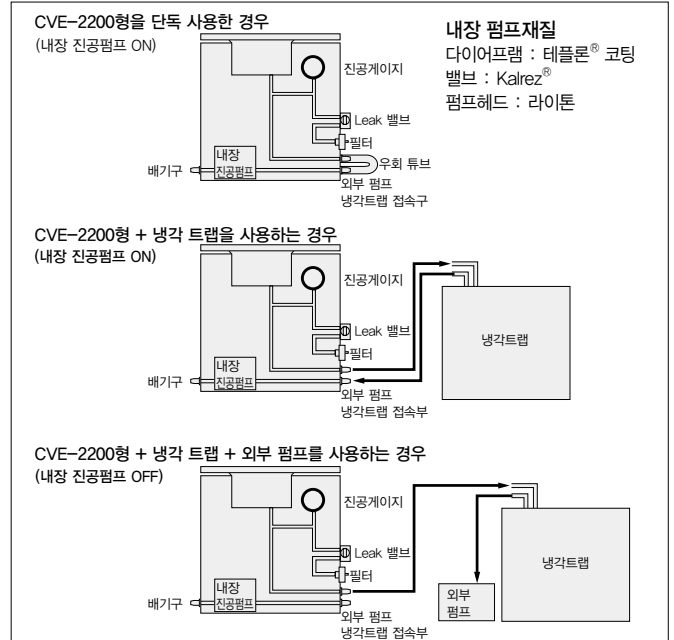 CVE-2200형을 단독 사용한 경우
(내장 진공펌프 ON)
내장 펌프재질
다이어프램 : 테플론® 코팅
밸브 : Kalrez®
펌프헤드 : 라이톤
진공게이지
Leak 밸브
필터
우회 튜브
내장
진공펌프
배기구
외부 펌프
냉각트랩 접속구
CVE-2200형 + 냉각 트랩을 사용하는 경우
(내장 진공펌프 ON)
진공게이지
Leak 밸브
필터
냉각트랩
내장
진공펌프
배기구
외부 펌프
냉각트랩 접속부
CVE-2200형 + 냉각 트랩 + 외부 펌프를 사용하는 경우
(내장 진공펌프 OFF)
진공게이지
Leak 밸브
필터
냉각트랩
내장
진공펌프
배기구
외부 펌프
냉각트랩 접속부
외부
펌프